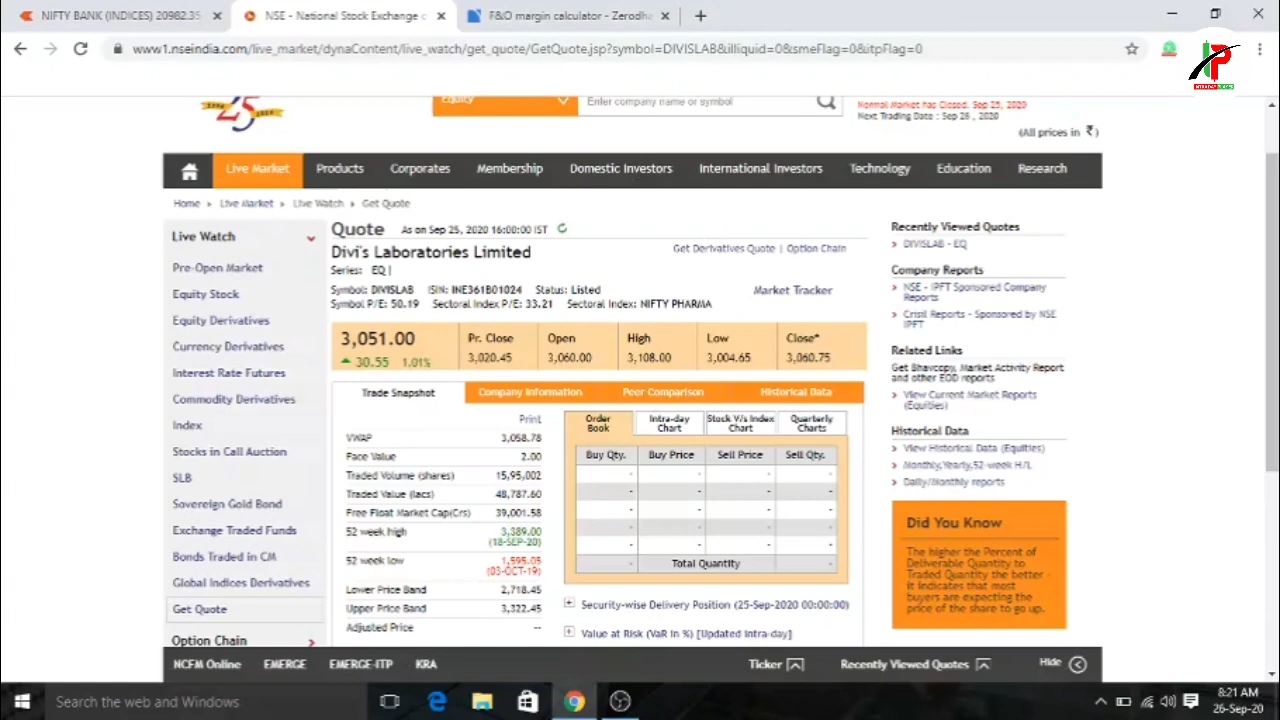 NIFTY BANK (INDICES) 20982.35
NSE - National Stock Exchange o
F&O margin calculator - Zerodha
www1.nseindia.com/live_market/dynaContent/live_watch/get_quote/GetQuote.jsp?symbol=DIVISLAB&illiquid=0&smeFlag=0&itpFlag=0
Equity
Enter company name or symbol
Normal Market has Closed. Sep 25, 2020
Next Trading Date : Sep 28 , 2020
(All prices in ₹)
25
Live Market
Products
Corporates
Membership
Domestic Investors
International Investors
Technology
Education
Research
Home > Live Market > Live Watch > Get Quote
Live Watch
Pre-Open Market
Equity Stock
Equity Derivatives
Currency Derivatives
Interest Rate Futures
Commodity Derivatives
Index
Stocks in Call Auction
SLB
Sovereign Gold Bond
Exchange Traded Funds
Bonds Traded in CM
Global Indices Derivatives
Get Quote
Option Chain
Quote As on Sep 25, 2020 16:00:00 IST
Divi's Laboratories Limited
Get Derivatives Quote | Option Chain
Series: EQ |
Symbol: DIVISLAB ISIN: INE361B01024 Status: Listed
Market Tracker
Symbol P/E: 50.19 Sectoral Index P/E: 33.21 Sectoral Index: NIFTY PHARMA
3,051.00 Pr. Close Open High Low Close*
30.55 1.01% 3,020.45 3,060.00 3,108.00 3,004.65 3,060.75
Trade Snapshot
Company Information
Peer Comparison
Historical Data
Print
VWAP 3,058.78
Face Value 2.00
Traded Volume (shares) 15,95,002
Traded Value (lacs) 48,787.60
Free Float Market Cap(Crs) 39,001.58
52 week high 3,389.00
(18-SEP-20)
52 week low 1,595.05
(03-OCT-19)
Lower Price Band 2,718.45
Upper Price Band 3,322.45
Adjusted Price --
Order
Book
Intra-day
Chart
Stock V/s Index
Chart
Quarterly
Charts
Buy Qty. Buy Price Sell Price Sell Qty.
- - - -
- - - -
- - - -
- - - -
- - - -
- Total Quantity -
Security-wise Delivery Position (25-Sep-2020 00:00:00)
Value at Risk (VaR in %) [Updated Intra-day]
Recently Viewed Quotes
DIVISLAB - EQ
Company Reports
NSE - IPFT Sponsored Company
Reports
Crisil Reports - Sponsored by NSE
IPFT
Related Links
Get Bhavcopy, Market Activity Report
and other EOD reports
View Current Market Reports
(Equities)
Historical Data
View Historical Data (Equities)
Monthly,Yearly,52-week H/L
Daily/Monthly reports
Did You Know
The higher the Percent of
Deliverable Quantity to
Traded Quantity the better -
it indicates that most
buyers are expecting the
price of the share to go up.
NCFM Online
EMERGE
EMERGE-ITP
KRA
Ticker
Recently Viewed Quotes
Hide
Search the web and Windows
8:21 AM
26-Sep-20